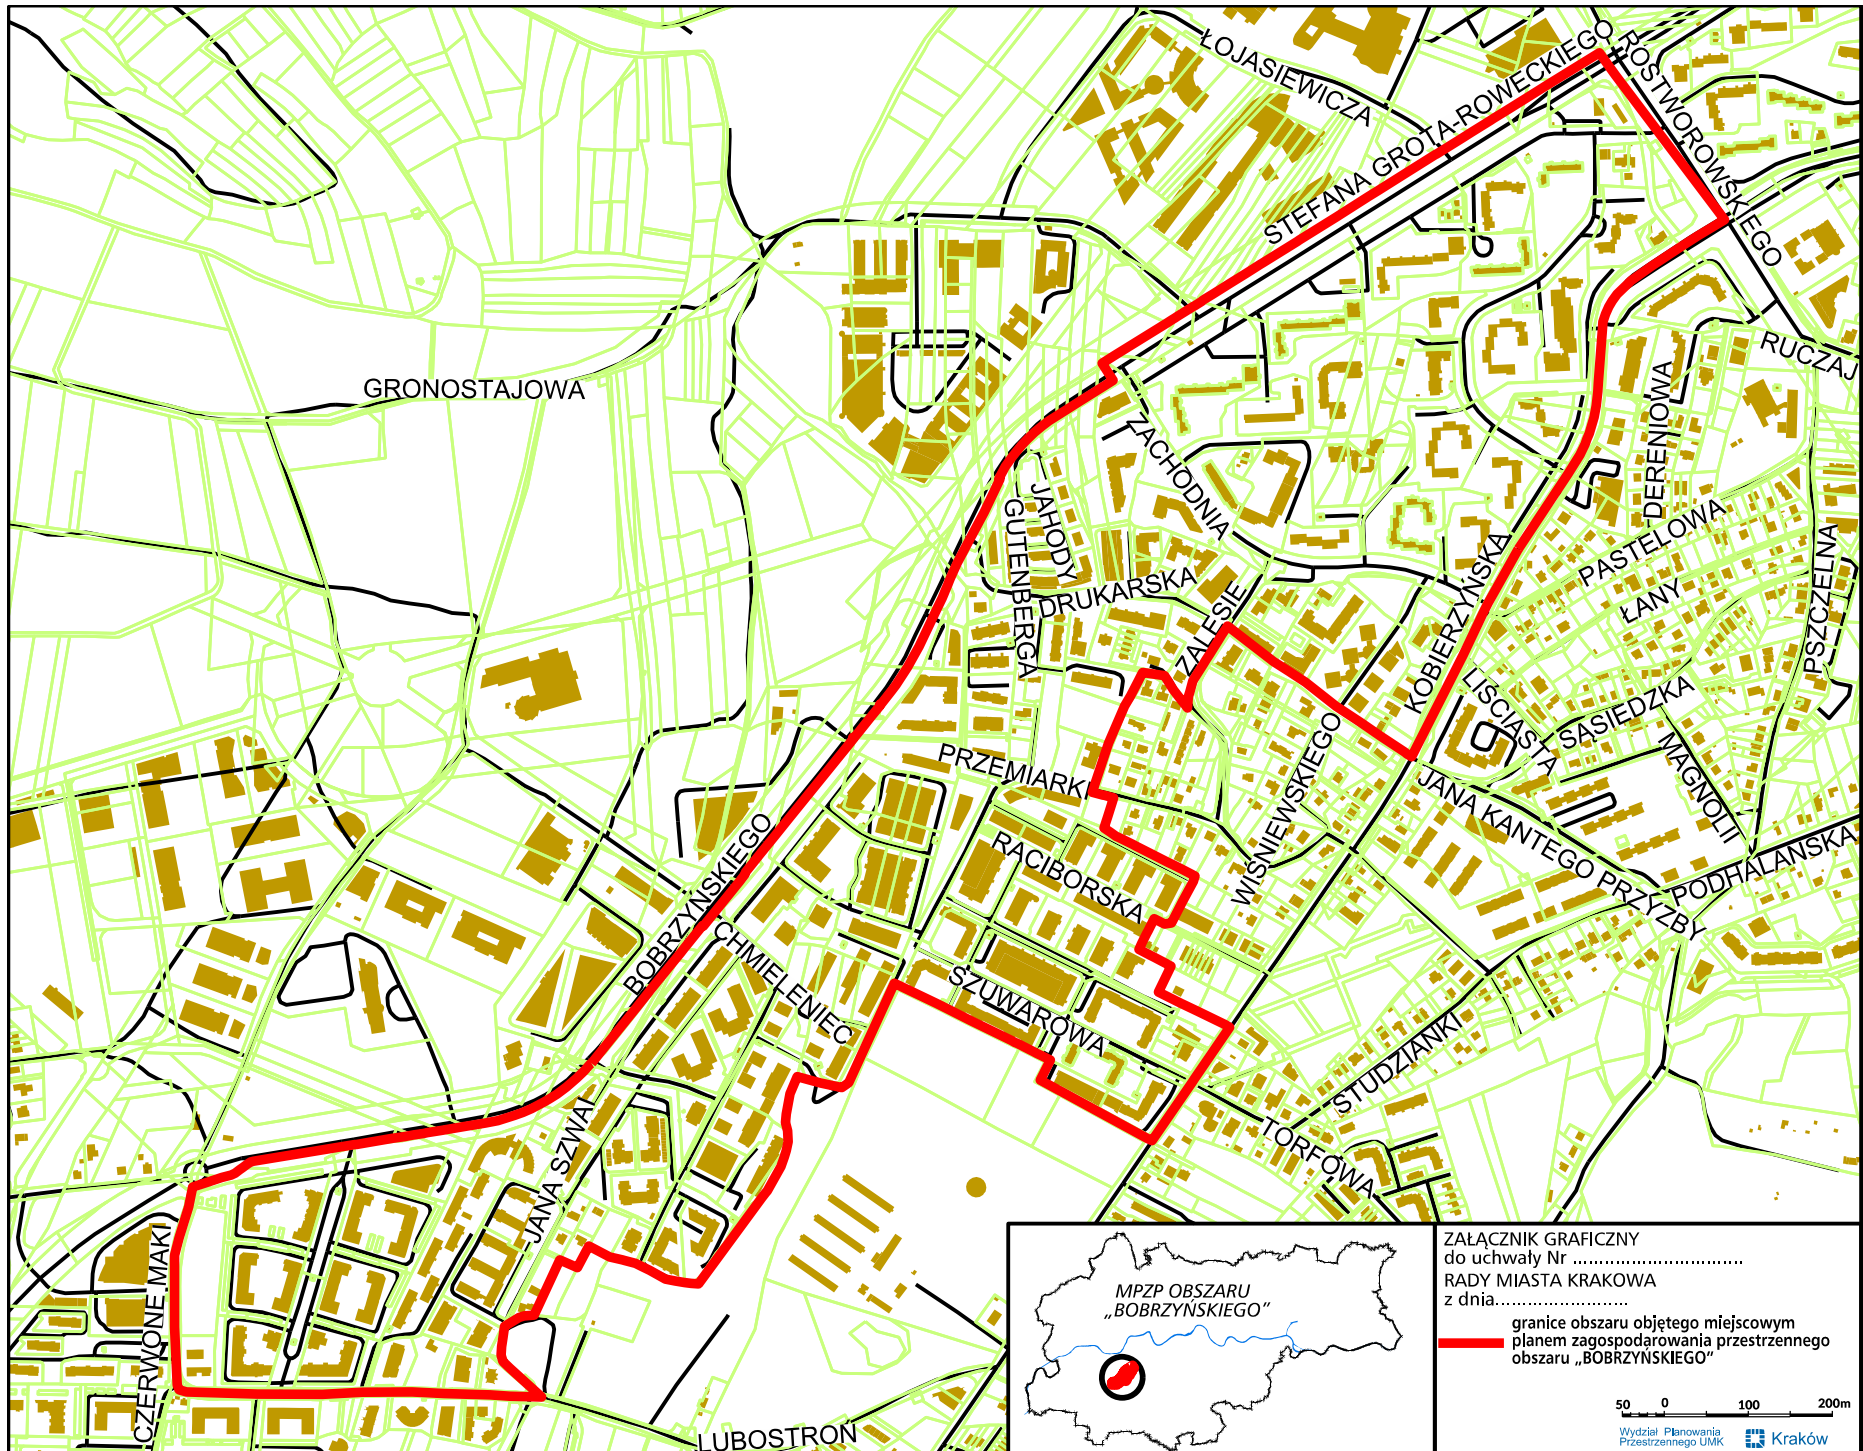 ŁOJASIEWICZA
STEFANA GROTA-ROWECKIEGO
ROSTWOROWSKIEGO
RUCZAJ
GRONOSTAJOWA
ZACHODNIA
DERENIOWA
JAHODY
GUTENBERGA
DRUKARSKA
ZALESIE
KOBIERZYŃSKA
PASTELOWA
ŁANY
PSZCZELNA
LIŚCIASTA
SĄSIEDZKA
MAGNOLII
PRZEMIARKI
WIŚNIEWSKIEGO
JANA KANTEGO PRZYZBY
PODHALAŃSKA
RACIBORSKA
BOBRZYŃSKIEGO
CHMIELENIEC
SZUWAROWA
STUDZIANKI
TORFOWA
JANA SZWAI
CZERWONE MAKI
LUBOSTROŃ
MPZP OBSZARU
„BOBRZYŃSKIEGO”
ZAŁĄCZNIK GRAFICZNY
do uchwały Nr ................................
RADY MIASTA KRAKOWA
z dnia.........................
granice obszaru objętego miejscowym
planem zagospodarowania przestrzennego
obszaru „BOBRZYŃSKIEGO”
50 0 100 200m
Wydział Planowania
Przestrzennego UMK
Kraków